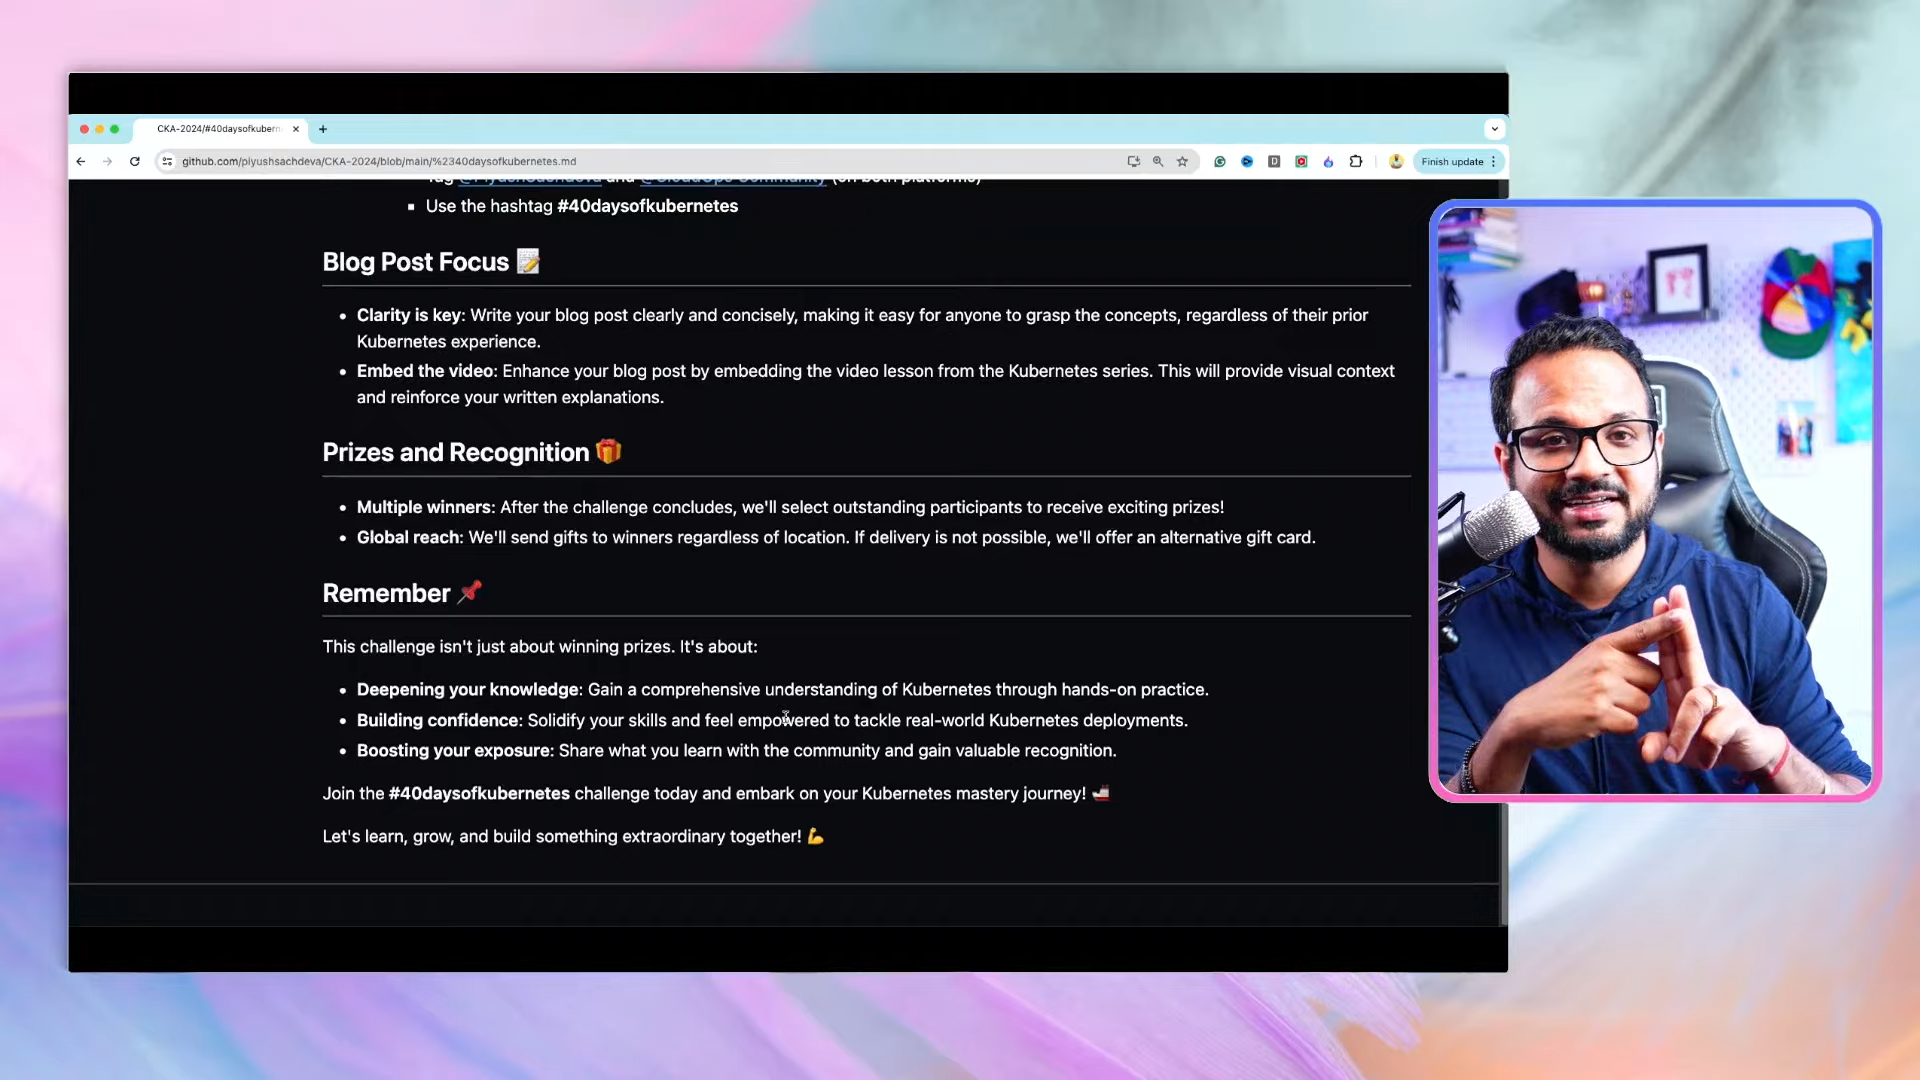 CKA-2024/#40daysofkubern
Finish update
github.com/piyushsachdeva/CKA-2024/blob/main/%2340daysofkubernetes.md
Tag @PiyushSachdeva and @CloudOps Community (on both platforms)
Use the hashtag #40daysofkubernetes
Blog Post Focus 📝
Clarity is key: Write your blog post clearly and concisely, making it easy for anyone to grasp the concepts, regardless of their prior
Kubernetes experience.
Embed the video: Enhance your blog post by embedding the video lesson from the Kubernetes series. This will provide visual context
and reinforce your written explanations.
Prizes and Recognition 🎁
Multiple winners: After the challenge concludes, we'll select outstanding participants to receive exciting prizes!
Global reach: We'll send gifts to winners regardless of location. If delivery is not possible, we'll offer an alternative gift card.
Remember 📌
This challenge isn't just about winning prizes. It's about:
Deepening your knowledge: Gain a comprehensive understanding of Kubernetes through hands-on practice.
Building confidence: Solidify your skills and feel empowered to tackle real-world Kubernetes deployments.
Boosting your exposure: Share what you learn with the community and gain valuable recognition.
Join the #40daysofkubernetes challenge today and embark on your Kubernetes mastery journey! 🚢
Let's learn, grow, and build something extraordinary together! 💪